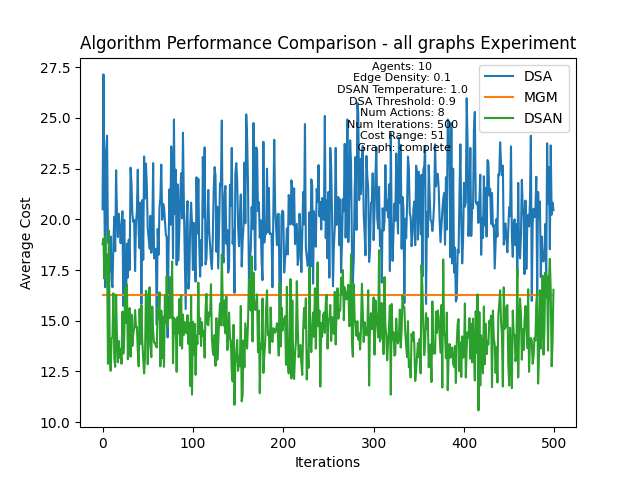 Algorithm Performance Comparison - all graphs Experiment
Agents: 10
Edge Density: 0.1
DSAN Temperature: 1.0
DSA Threshold: 0.9
Num Actions: 8
Num Iterations: 500
Cost Range: 51
Graph: complete
DSA
MGM
DSAN
Average Cost
27.5
25.0
22.5
20.0
17.5
15.0
12.5
10.0
0
100
200
300
400
500
Iterations